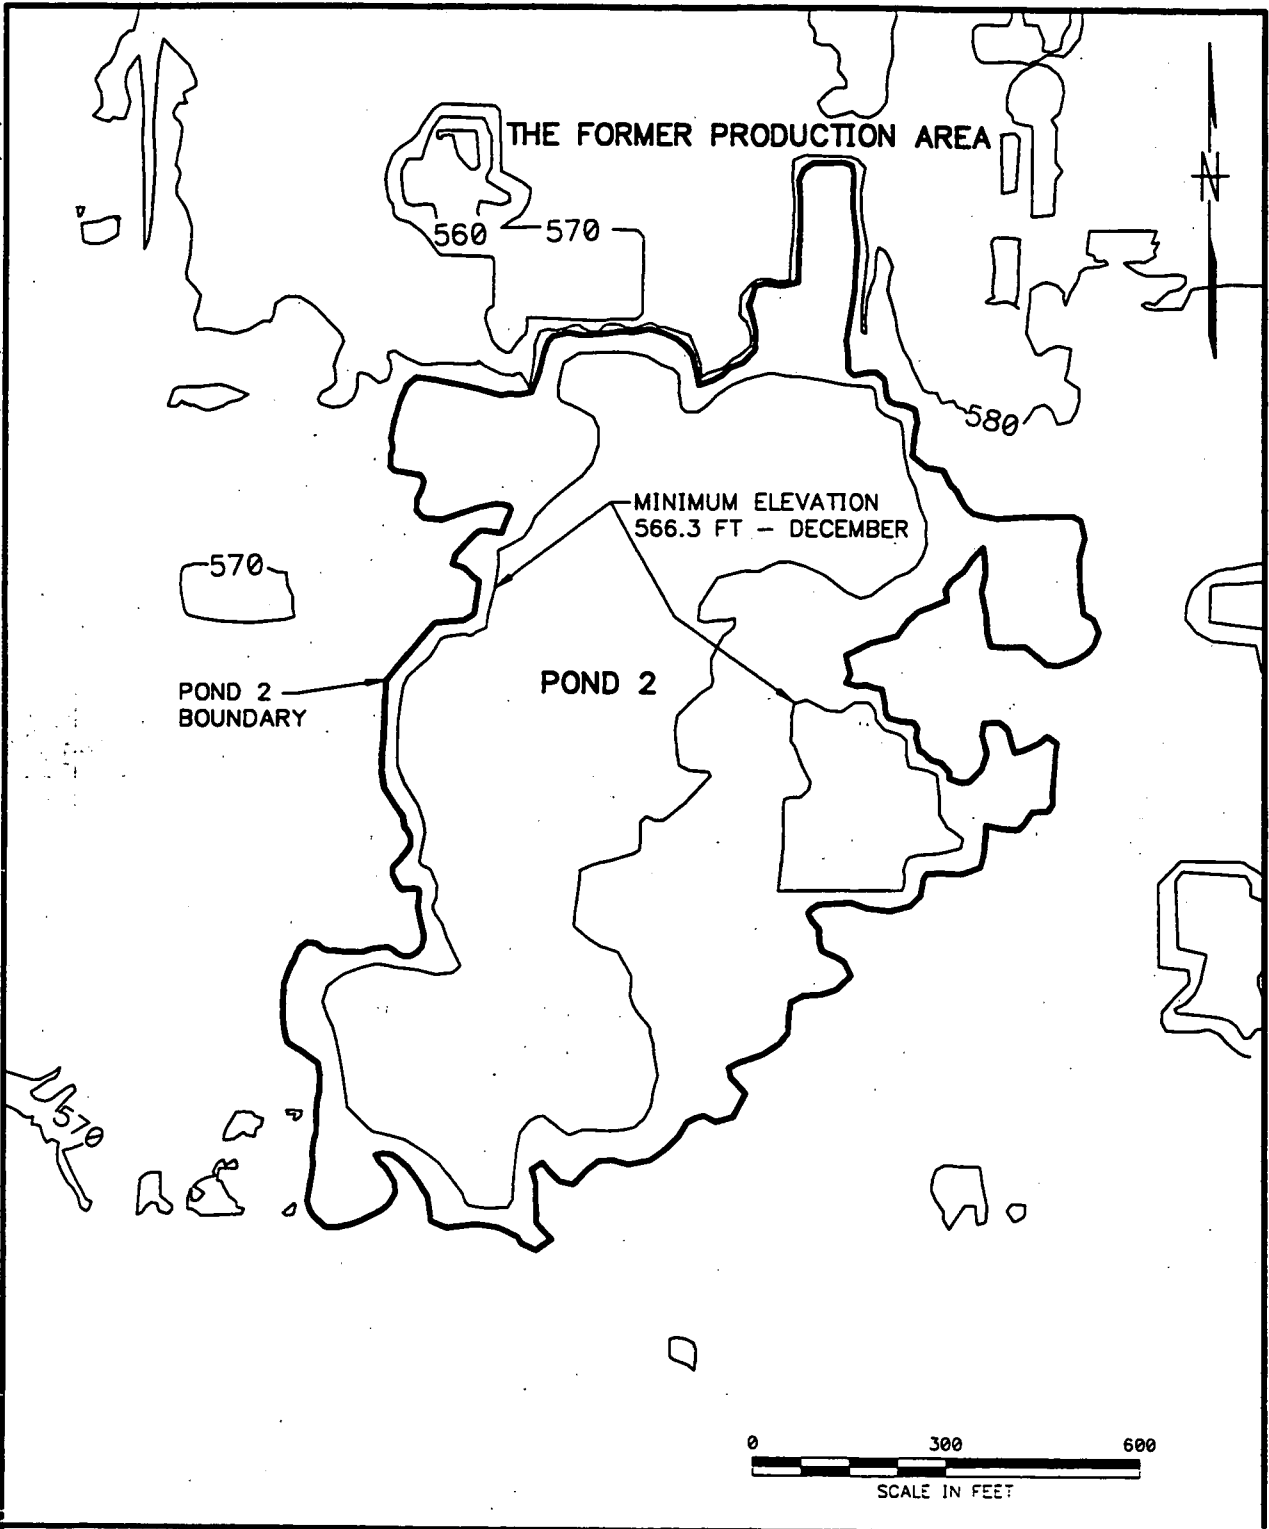 THE FORMER PRODUCTION AREA
N
560
570
580
MINIMUM ELEVATION
566.3 FT - DECEMBER
570
POND 2
POND 2
BOUNDARY
570
0 300 600
SCALE IN FEET